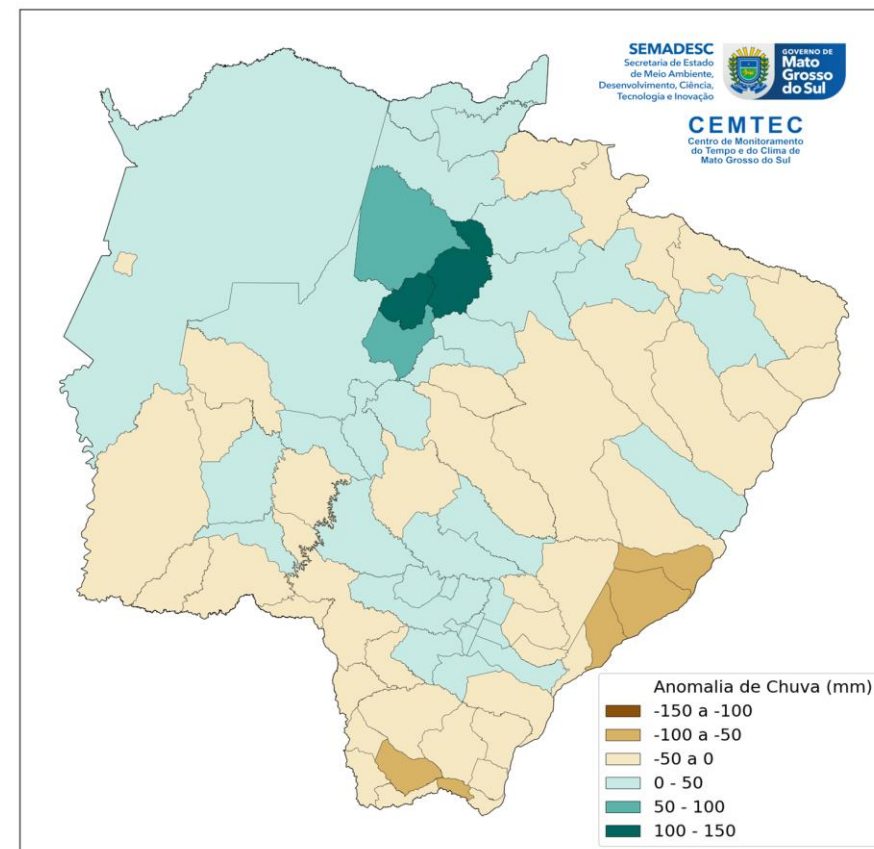 SEMADESC
Secretaria de Estado
de Meio Ambiente,
Desenvolvimento, Ciência,
Tecnologia e Inovação
GOVERNO DE
Mato
Grosso
do Sul
CEMTEC
Centro de Monitoramento
do Tempo e do Clima de
Mato Grosso do Sul
Anomalia de Chuva (mm)
-150 a -100
-100 a -50
-50 a 0
0 - 50
50 - 100
100 - 150